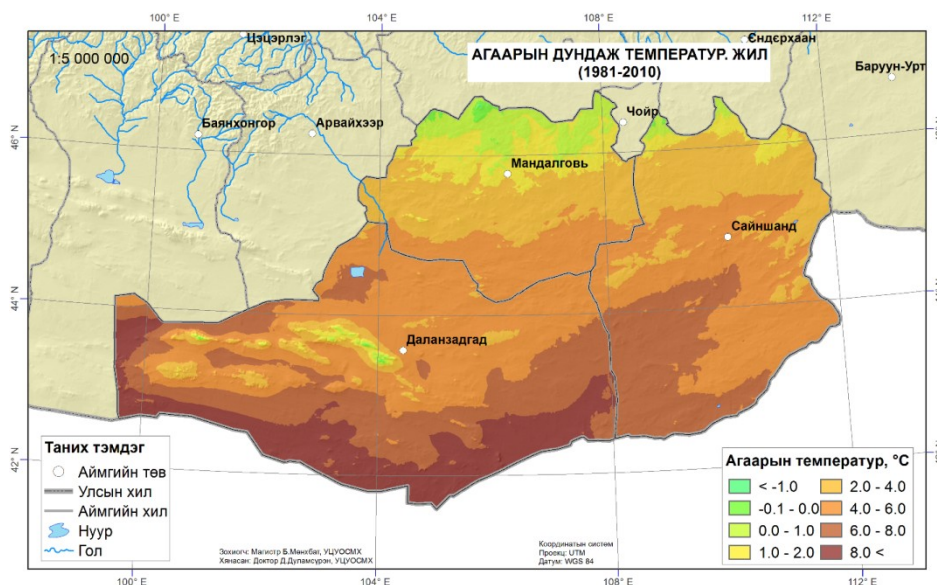 100° E 104° E 108° E 112° E
Цэцэрлэг
Єндєрхаан
1:5 000 000
АГААРЫН ДУНДАЖ ТЕМПЕРАТУР. ЖИЛ
(1981-2010)
Баруун-Урт
Баянхонгор
Арвайхээр
Чойр
46° N
Мандалговь
Сайншанд
44° N
Даланзадгад
42° N
Таних тэмдэг
Аймгийн төв
Улсын хил
Аймгийн хил
Нуур
Гол
Зохиогч: Магистр Б.Мөнхбат, УЦУОСМХ
Хянасан: Доктор Д.Дуламсүрэн, УЦУОСМХ
Координатын систем
Проекц: UTM
Датум: WGS 84
Агаарын температур, °C
< -1.0 2.0 - 4.0
-0.1 - 0.0 4.0 - 6.0
0.0 - 1.0 6.0 - 8.0
1.0 - 2.0 8.0 <
100° E 104° E 108° E 112° E